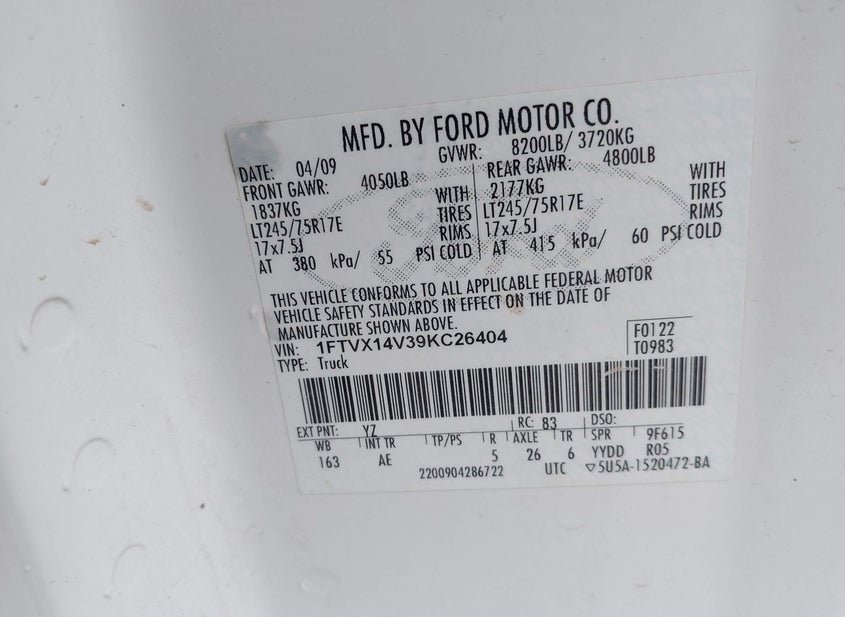 MFD. BY FORD MOTOR CO.
DATE: 04/09 GVWR: 8200LB/ 3720KG
FRONT GAWR: 4050LB REAR GAWR: 4800LB
1837KG WITH 2177KG WITH
LT245/75R17E TIRES LT245/75R17E TIRES
17x7.5J RIMS 17x7.5J RIMS
AT 380 kPa/ 55 PSI COLD AT 415 kPa/ 60 PSI COLD
THIS VEHICLE CONFORMS TO ALL APPLICABLE FEDERAL MOTOR
VEHICLE SAFETY STANDARDS IN EFFECT ON THE DATE OF
MANUFACTURE SHOWN ABOVE.
VIN: 1FTVX14V39KC26404 F0122
TYPE: Truck T0983
EXT PNT: YZ RC: 83 DSO:
WB INT TR TP/PS R AXLE TR SPR 9F615
163 AE 5 26 6 YYDD R05
2200904286722 UTC ▽5U5A-1520472-BA